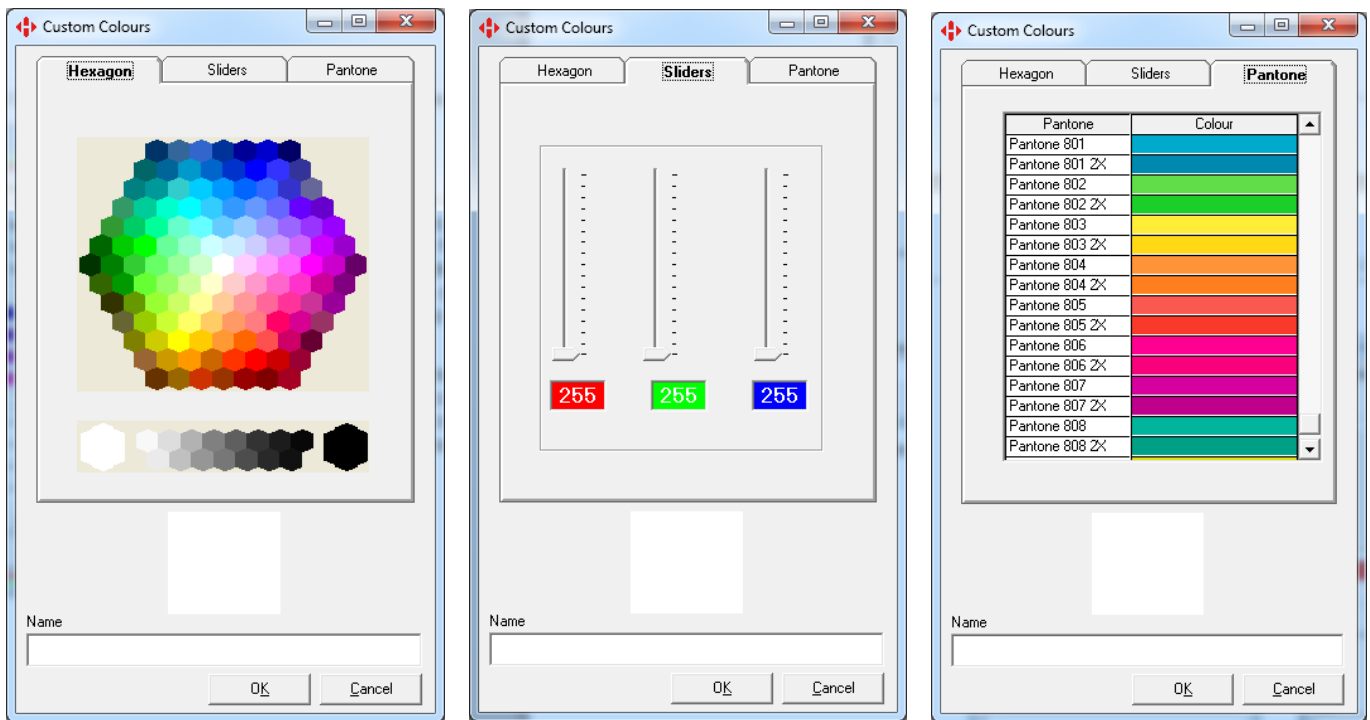 Custom Colours
Hexagon Sliders Pantone
Name
OK Cancel
Custom Colours
Hexagon Sliders Pantone
255 255 255
Name
OK Cancel
Custom Colours
Hexagon Sliders Pantone
Pantone Colour
Pantone 801
Pantone 801 2X
Pantone 802
Pantone 802 2X
Pantone 803
Pantone 803 2X
Pantone 804
Pantone 804 2X
Pantone 805
Pantone 805 2X
Pantone 806
Pantone 806 2X
Pantone 807
Pantone 807 2X
Pantone 808
Pantone 808 2X
Name
OK Cancel